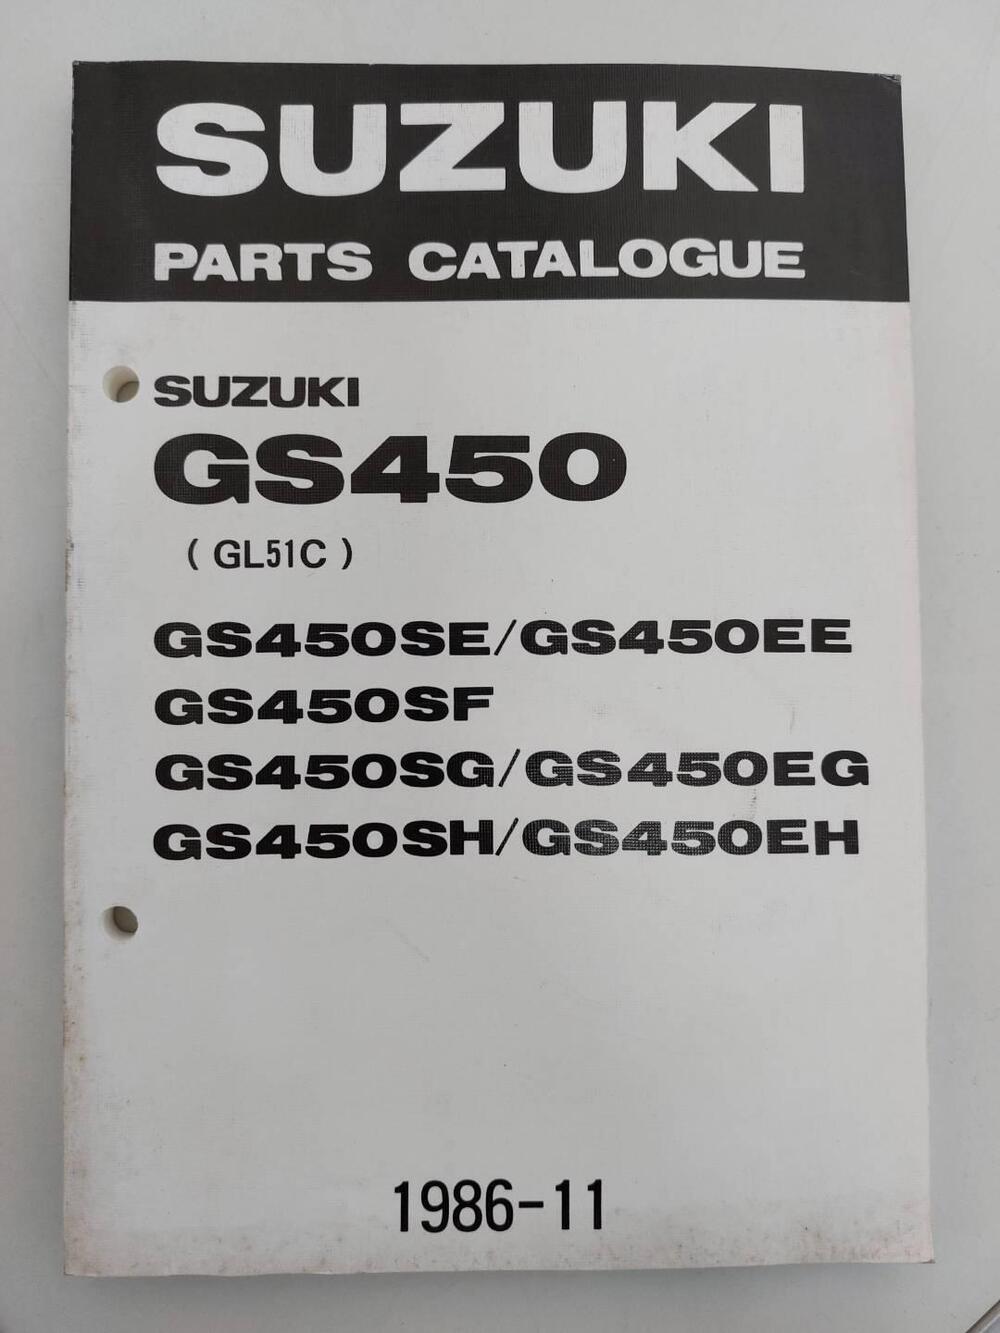 SUZUKI
PARTS CATALOGUE
SUZUKI
GS450
( GL51C )
GS450SE/GS450EE
GS450SF
GS450SG/GS450EG
GS450SH/GS450EH
1986-11